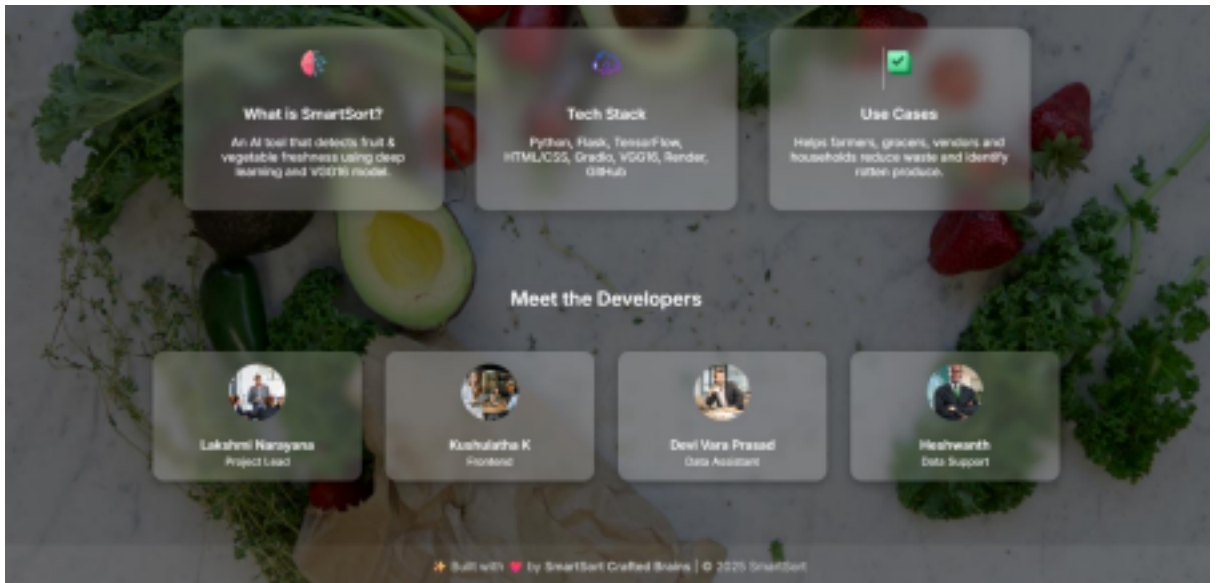 What is SmartSort?
An AI tool that detects fruit &
vegetable freshness using deep
learning and VGG16 model.
Tech Stack
Python, Flask, TensorFlow,
HTML/CSS, Gradio, VGG16, Render,
GitHub
Use Cases
Helps farmers, grocers, vendors and
households reduce waste and identify
rotten produce.
Meet the Developers
Lakshmi Narayana
Project Lead
Kushulatha K
Frontend
Devi Vara Prasad
Data Assistant
Heshwanth
Data Support
✨ Built with ❤️ by SmartSort Crafted Brains | © 2025 SmartSort